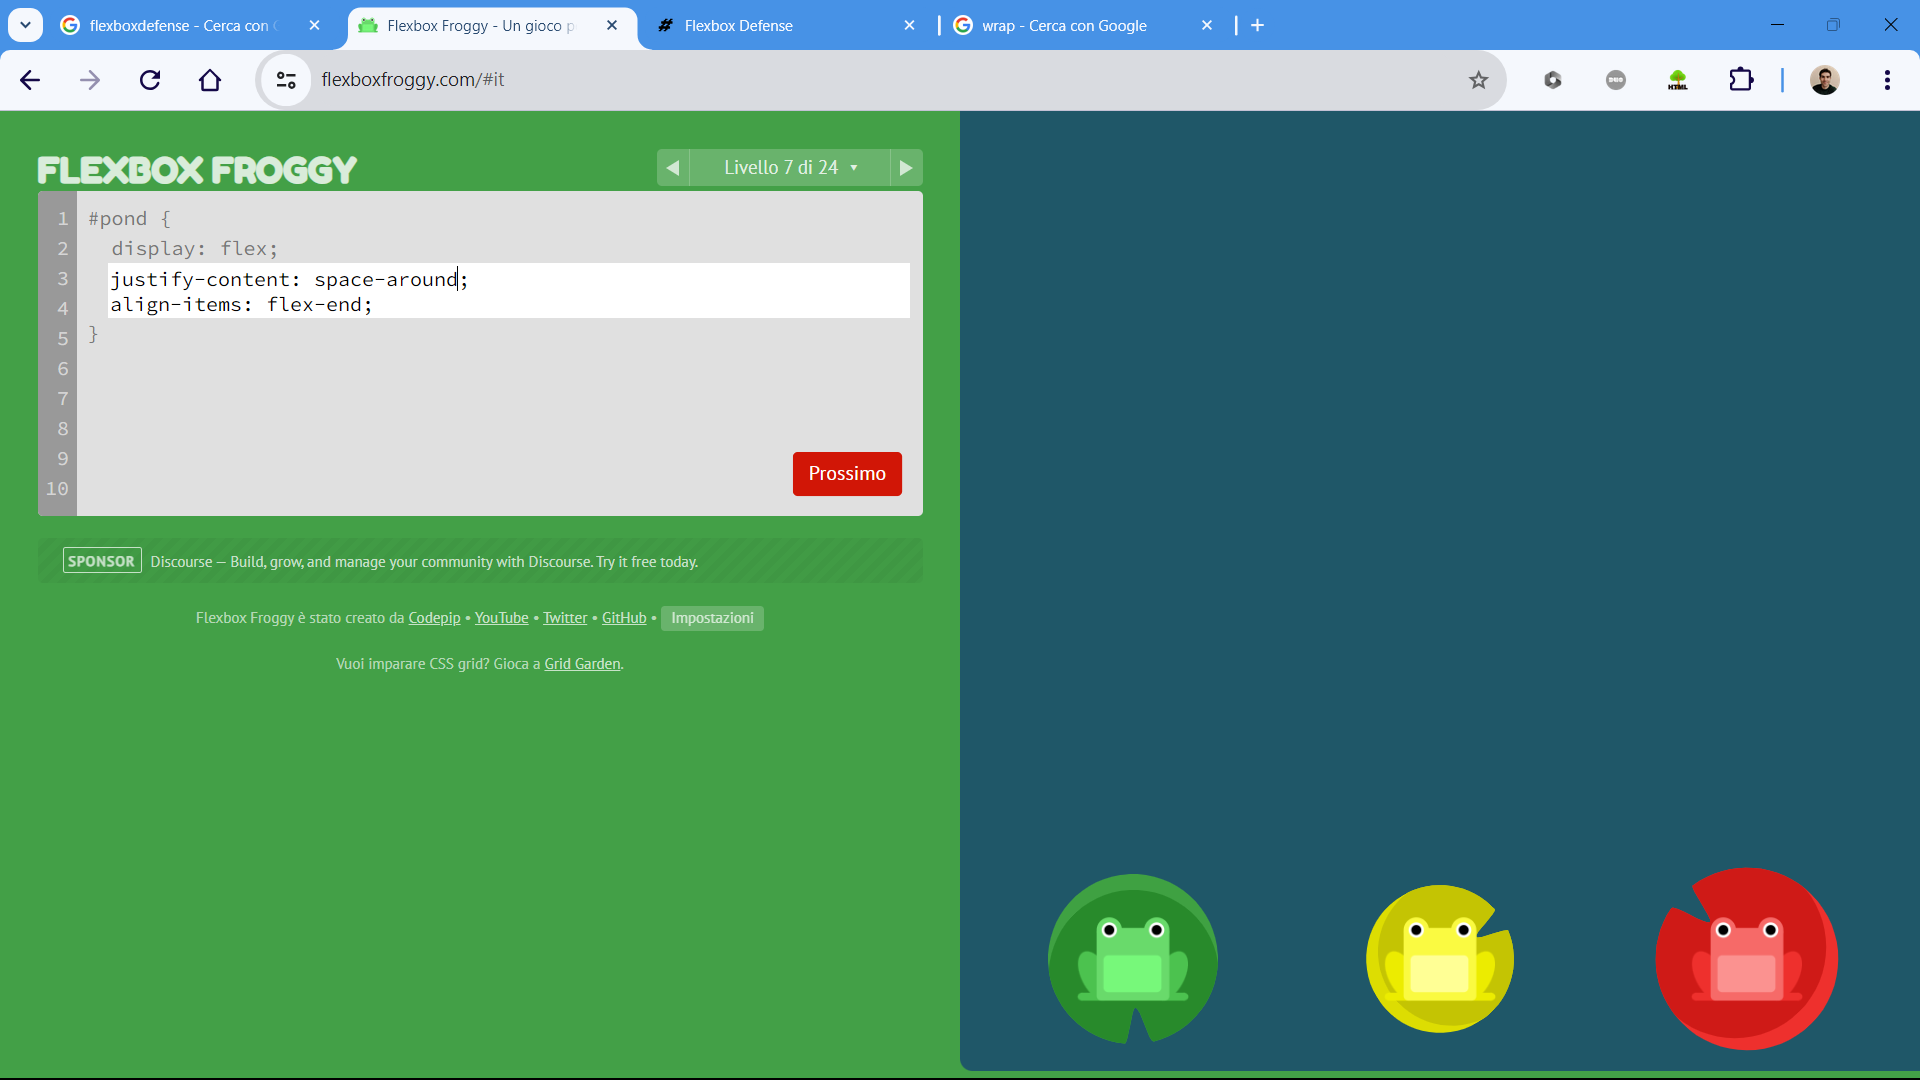 flexboxdefense - Cerca con
Flexbox Froggy - Un gioco p
Flexbox Defense
wrap - Cerca con Google
flexboxfroggy.com/#it
HTML
FLEXBOX FROGGY
Livello 7 di 24
1 #pond {
2 display: flex;
3 justify-content: space-around;
4 align-items: flex-end;
5 }
6
7
8
9
10
Prossimo
SPONSOR Discourse — Build, grow, and manage your community with Discourse. Try it free today.
Flexbox Froggy è stato creato da Codepip • YouTube • Twitter • GitHub • Impostazioni
Vuoi imparare CSS grid? Gioca a Grid Garden.